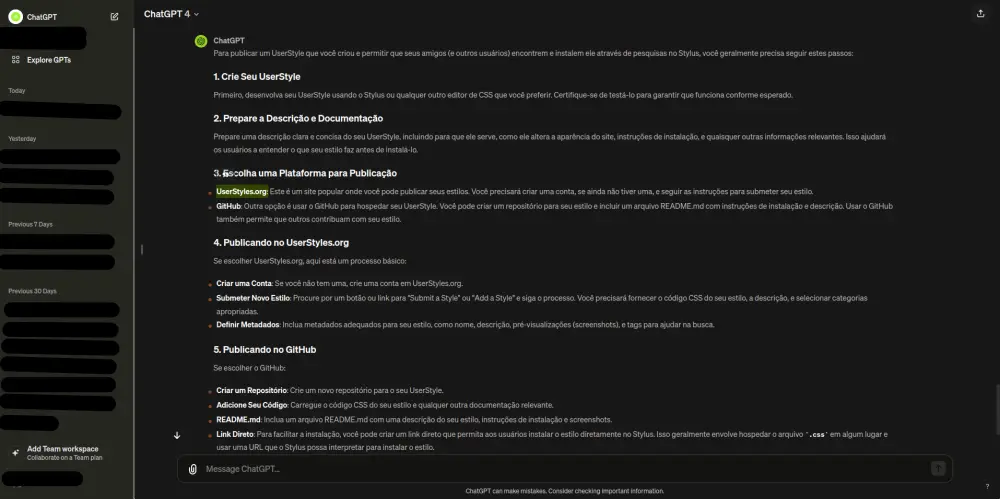 ChatGPT
Explore GPTs
Today
Yesterday
Previous 7 Days
Previous 30 Days
Add Team workspace
Collaborate on a Team plan
ChatGPT 4
ChatGPT
Para publicar um UserStyle que você criou e permitir que seus amigos (e outros usuários) encontrem e instalem ele através de pesquisas no Stylus, você geralmente precisa seguir estes passos:
1. Crie Seu UserStyle
Primeiro, desenvolva seu UserStyle usando o Stylus ou qualquer outro editor de CSS que você preferir. Certifique-se de testá-lo para garantir que funciona conforme esperado.
2. Prepare a Descrição e Documentação
Prepare uma descrição clara e concisa do seu UserStyle, incluindo para que ele serve, como ele altera a aparência do site, instruções de instalação, e quaisquer outras informações relevantes. Isso ajudará
os usuários a entender o que seu estilo faz antes de instalá-lo.
3. Escolha uma Plataforma para Publicação
UserStyles.org: Este é um site popular onde você pode publicar seus estilos. Você precisará criar uma conta, se ainda não tiver uma, e seguir as instruções para submeter seu estilo.
GitHub: Outra opção é usar o GitHub para hospedar seu UserStyle. Você pode criar um repositório para seu estilo e incluir um arquivo README.md com instruções de instalação e descrição. Usar o GitHub
também permite que outros contribuam com seu estilo.
4. Publicando no UserStyles.org
Se escolher UserStyles.org, aqui está um processo básico:
Criar uma Conta: Se você não tem uma, crie uma conta em UserStyles.org.
Submeter Novo Estilo: Procure por um botão ou link para "Submit a Style" ou "Add a Style" e siga o processo. Você precisará fornecer o código CSS do seu estilo, a descrição, e selecionar categorias
apropriadas.
Definir Metadados: Inclua metadados adequados para seu estilo, como nome, descrição, pré-visualizações (screenshots), e tags para ajudar na busca.
5. Publicando no GitHub
Se escolher o GitHub:
Criar um Repositório: Crie um novo repositório para o seu UserStyle.
Adicione Seu Código: Carregue o código CSS do seu estilo e qualquer outra documentação relevante.
README.md: Inclua um arquivo README.md com uma descrição do seu estilo, instruções de instalação e screenshots.
Link Direto: Para facilitar a instalação, você pode criar um link direto que permita aos usuários instalar o estilo diretamente no Stylus. Isso geralmente envolve hospedar o arquivo `.css` em algum lugar e
usar uma URL que o Stylus possa interpretar para instalar o estilo.
Message ChatGPT...
ChatGPT can make mistakes. Consider checking important information.
?